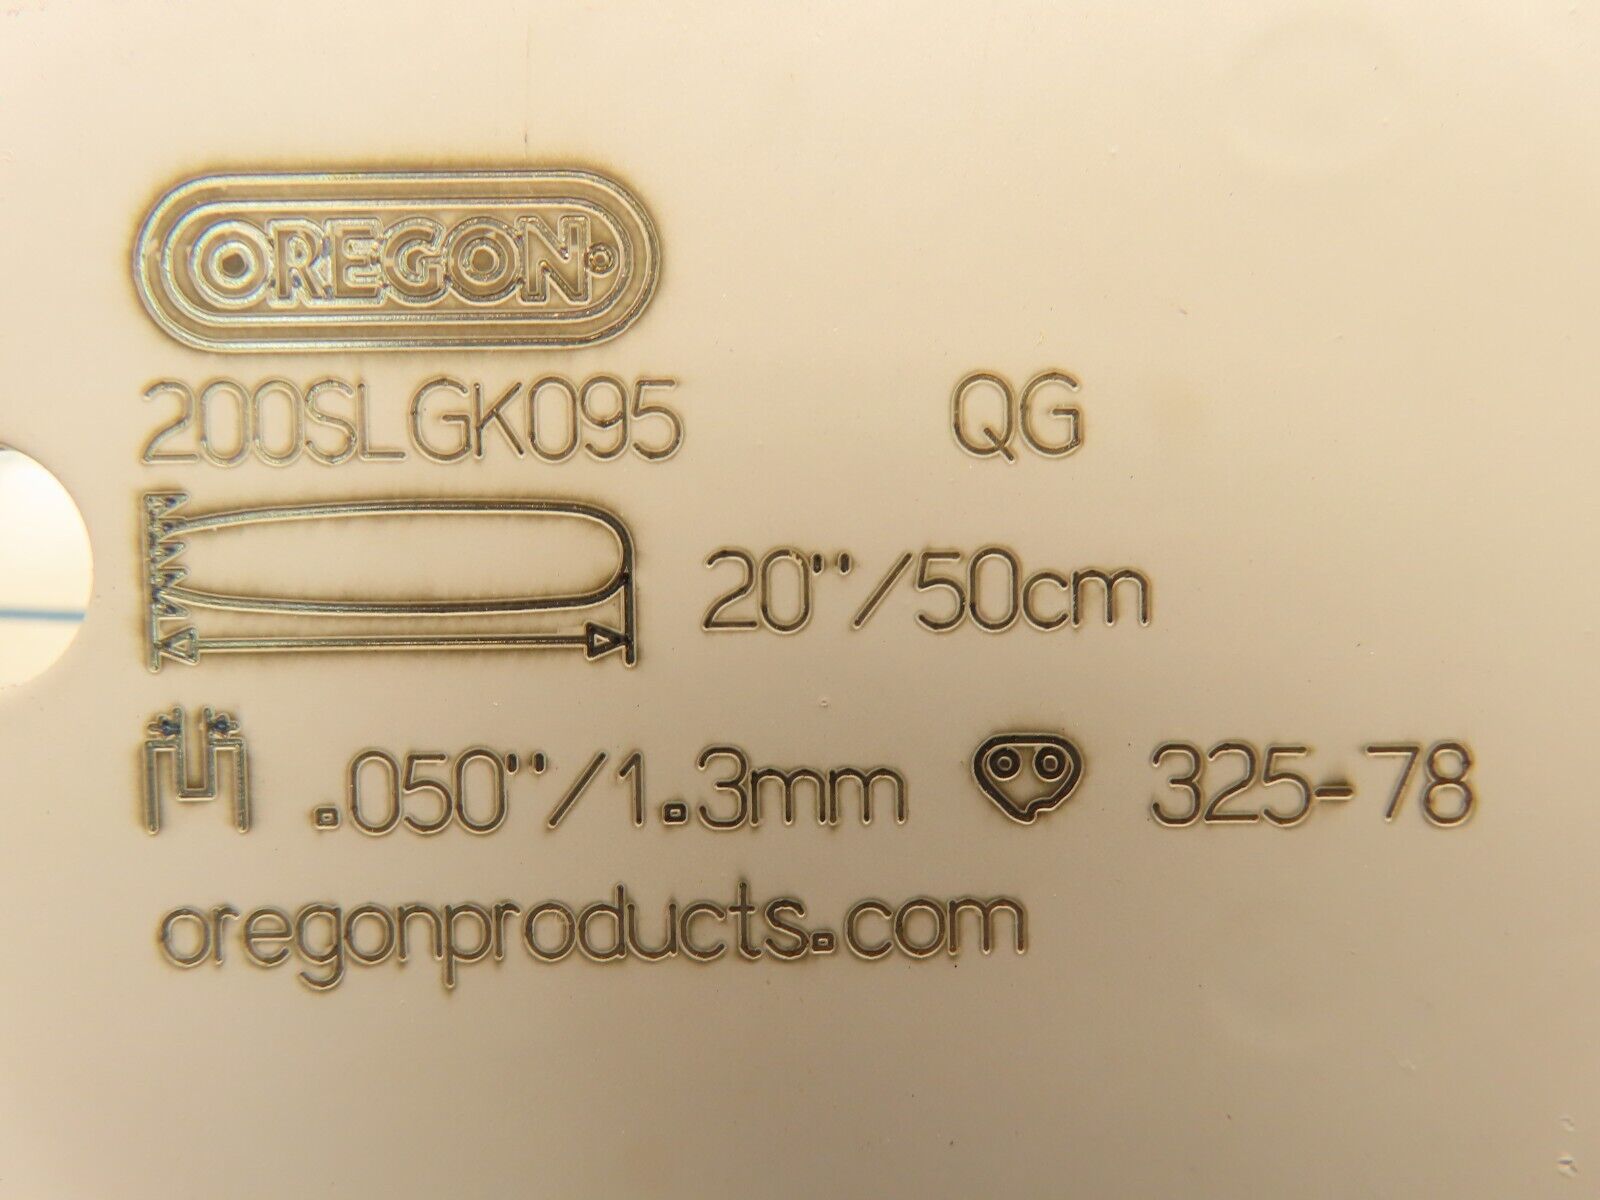 OREGON
200SLGK095 QG
20"/50cm
.050"/1.3mm 325-78
oregonproducts.com